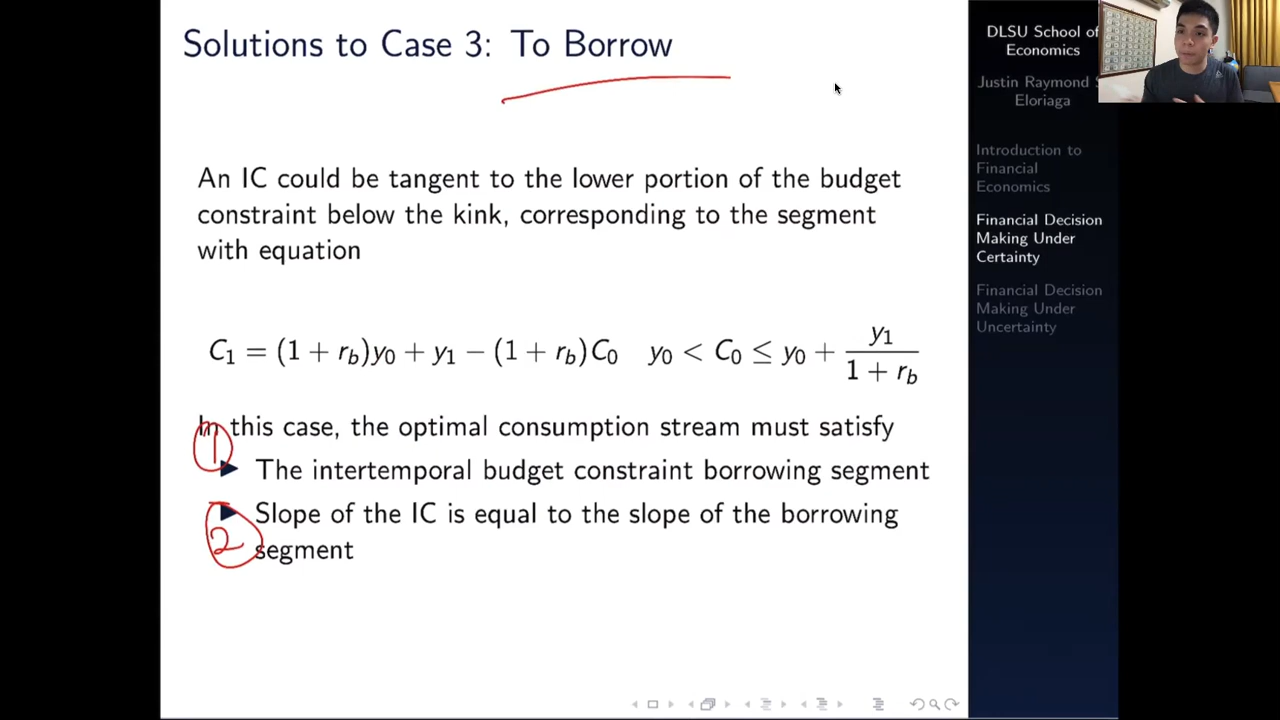 Solutions to Case 3: To Borrow
An IC could be tangent to the lower portion of the budget
constraint below the kink, corresponding to the segment
with equation
C₁ = (1 + r_b)y₀ + y₁ − (1 + r_b)C₀   y₀ < C₀ ≤ y₀ + y₁ / (1 + r_b)
In this case, the optimal consumption stream must satisfy
1
The intertemporal budget constraint borrowing segment
2
Slope of the IC is equal to the slope of the borrowing
segment
DLSU School of
Economics
Justin Raymond
Eloriaga
Introduction to
Financial
Economics
Financial Decision
Making Under
Certainty
Financial Decision
Making Under
Uncertainty